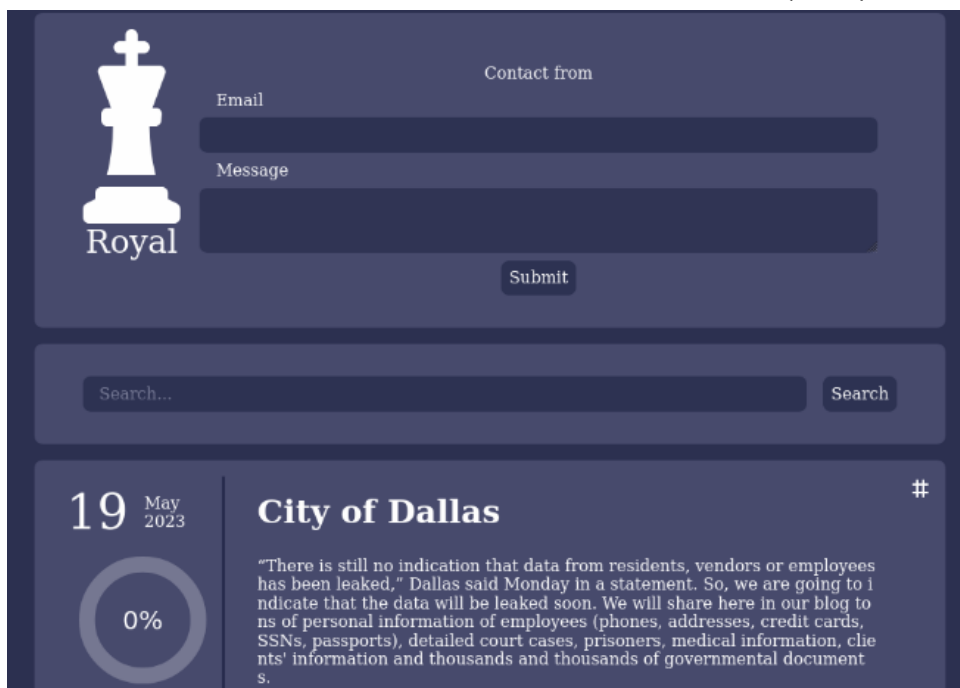 Contact from
Email
Message
Royal
Submit
Search...
Search
19 May
2023
#
City of Dallas
“There is still no indication that data from residents, vendors or employees
has been leaked,” Dallas said Monday in a statement. So, we are going to i
ndicate that the data will be leaked soon. We will share here in our blog to
ns of personal information of employees (phones, addresses, credit cards,
SSNs, passports), detailed court cases, prisoners, medical information, clie
nts' information and thousands and thousands of governmental document
s.
0%